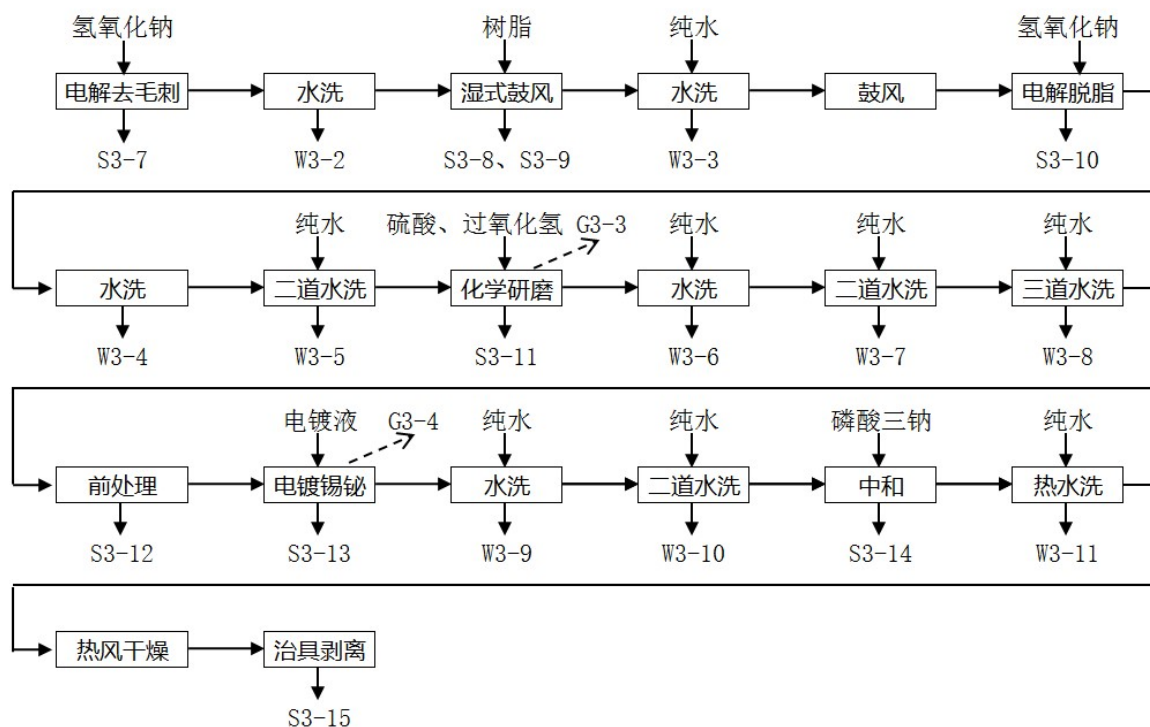 氢氧化钠 树脂 纯水 氢氧化钠
电解去毛刺 水洗 湿式鼓风 水洗 鼓风 电解脱脂
S3-7 W3-2 S3-8、S3-9 W3-3 S3-10
纯水 硫酸、过氧化氢 G3-3 纯水 纯水 纯水
水洗 二道水洗 化学研磨 水洗 二道水洗 三道水洗
W3-4 W3-5 S3-11 W3-6 W3-7 W3-8
电镀液 G3-4 纯水 纯水 磷酸三钠 纯水
前处理 电镀锡铋 水洗 二道水洗 中和 热水洗
S3-12 S3-13 W3-9 W3-10 S3-14 W3-11
热风干燥 治具剥离
S3-15